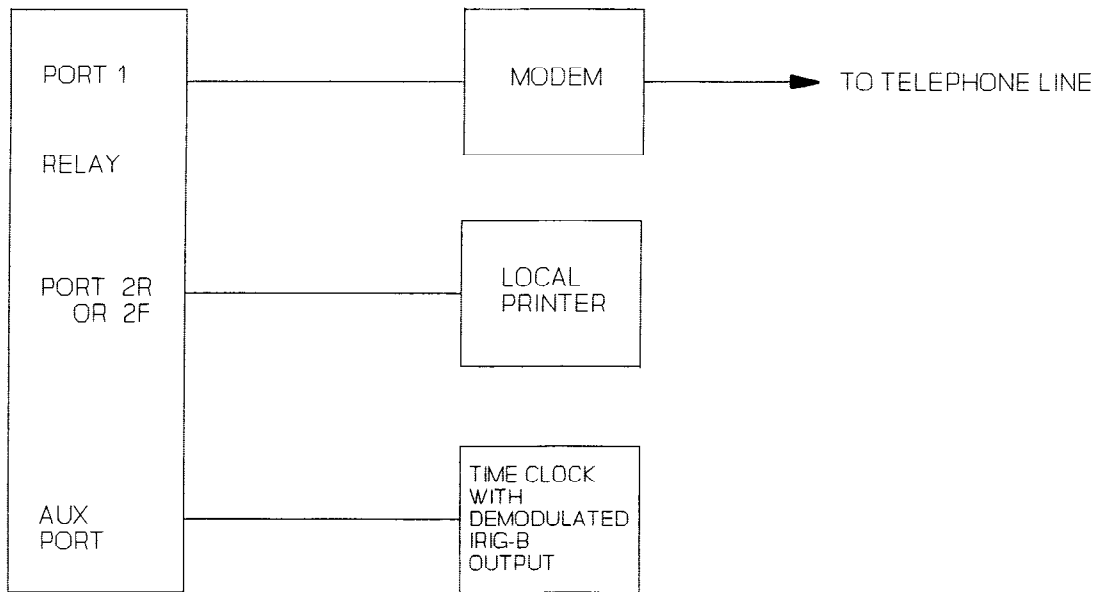 PORT 1
MODEM
TO TELEPHONE LINE
RELAY
PORT 2R
OR 2F
LOCAL
PRINTER
AUX
PORT
TIME CLOCK
WITH
DEMODULATED
IRIG-B
OUTPUT